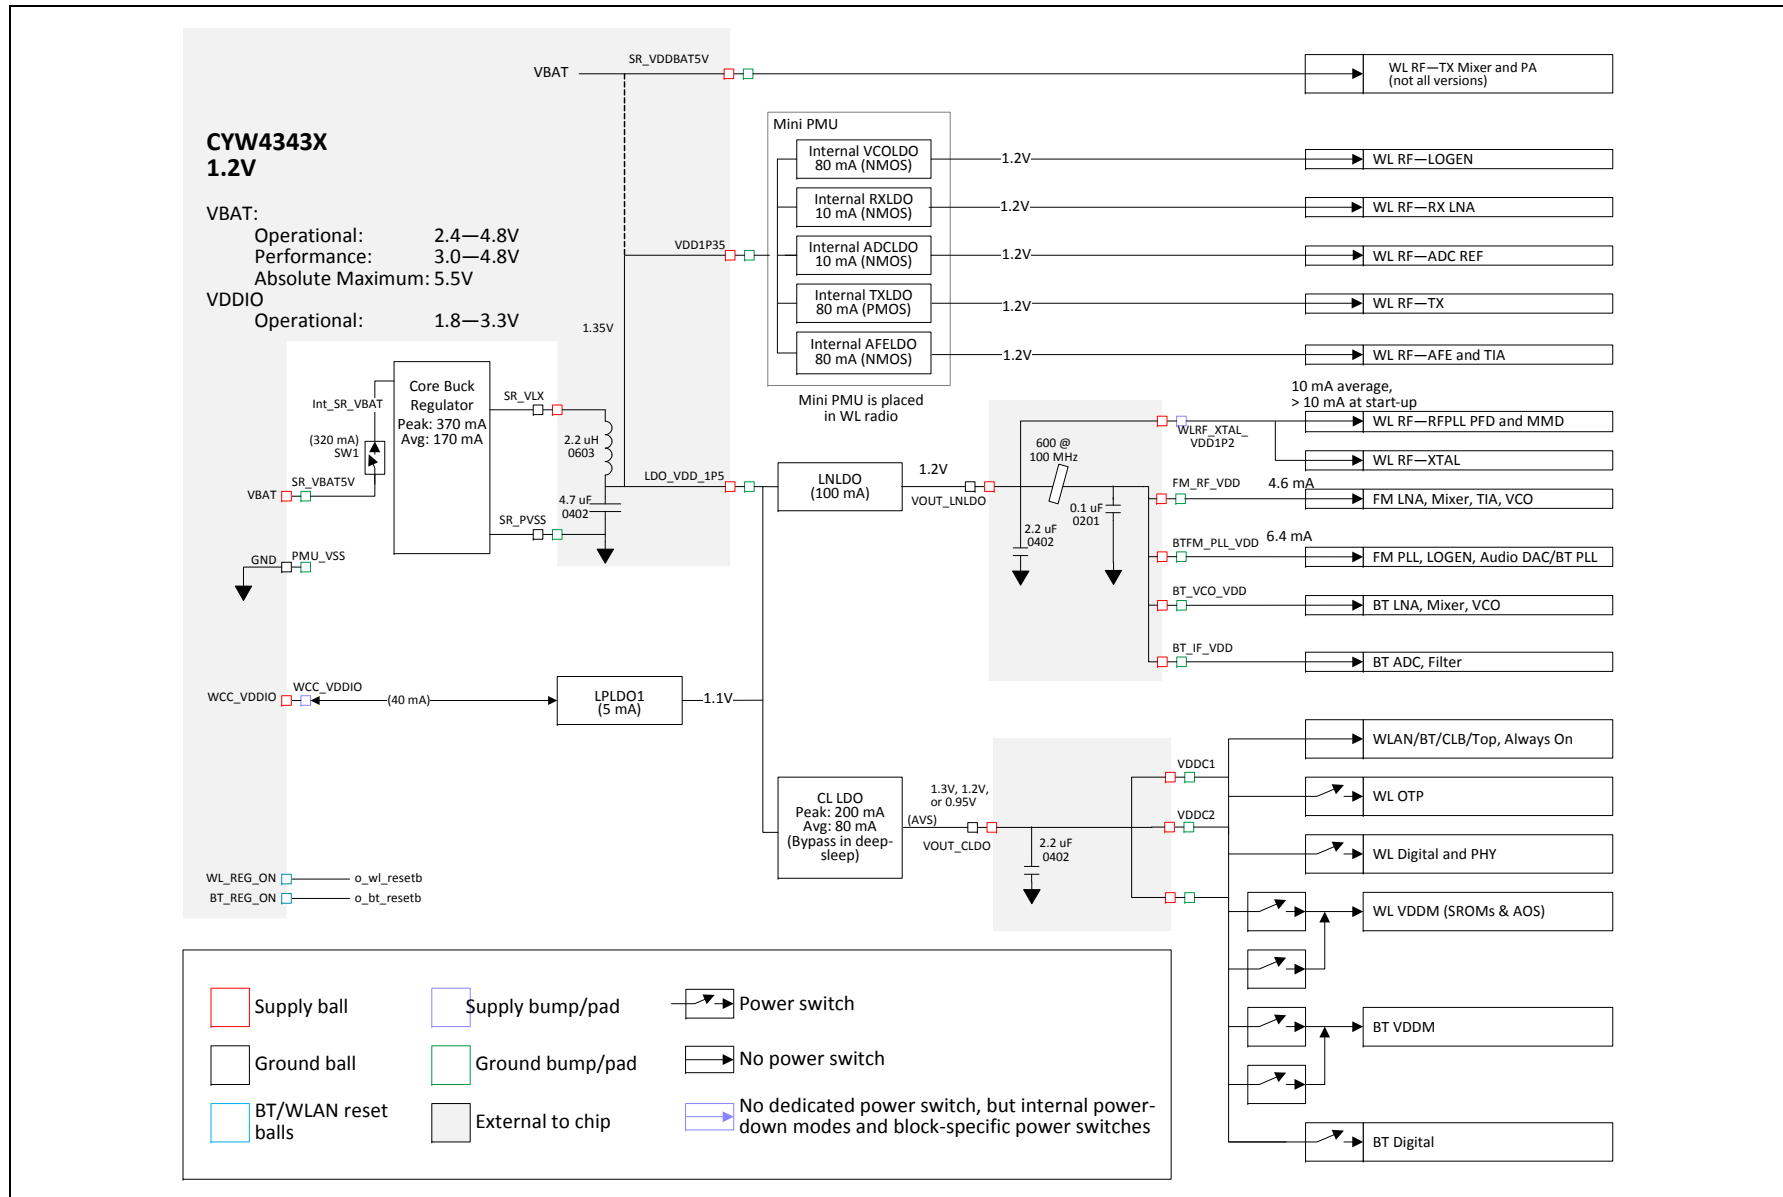 SR_VDDBAT5V
VBAT
WL RF—TX Mixer and PA
(not all versions)
CYW4343X
1.2V
VBAT:
Operational: 2.4—4.8V
Performance: 3.0—4.8V
Absolute Maximum: 5.5V
VDDIO
Operational: 1.8—3.3V
Mini PMU
Internal VCOLDO
80 mA (NMOS)
1.2V
WL RF—LOGEN
Internal RXLDO
10 mA (NMOS)
1.2V
WL RF—RX LNA
VDD1P35
Internal ADCLDO
10 mA (NMOS)
1.2V
WL RF—ADC REF
Internal TXLDO
80 mA (PMOS)
1.2V
WL RF—TX
1.35V
Internal AFELDO
80 mA (NMOS)
1.2V
WL RF—AFE and TIA
Mini PMU is placed
in WL radio
Core Buck
Regulator
Peak: 370 mA
Avg: 170 mA
Int_SR_VBAT
(320 mA)
SW1
SR_VBAT5V
VBAT
SR_VLX
2.2 uH
0603
4.7 uF
0402
SR_PVSS
GND
PMU_VSS
LDO_VDD_1P5
LNLDO
(100 mA)
1.2V
VOUT_LNLDO
600 @
100 MHz
2.2 uF
0402
0.1 uF
0201
10 mA average,
> 10 mA at start-up
WLRF_XTAL_
VDD1P2
WL RF—RFPLL PFD and MMD
WL RF—XTAL
FM_RF_VDD
4.6 mA
FM LNA, Mixer, TIA, VCO
BTFM_PLL_VDD
6.4 mA
FM PLL, LOGEN, Audio DAC/BT PLL
BT_VCO_VDD
BT LNA, Mixer, VCO
BT_IF_VDD
BT ADC, Filter
WCC_VDDIO
WCC_VDDIO
(40 mA)
LPLDO1
(5 mA)
1.1V
CL LDO
Peak: 200 mA
Avg: 80 mA
(Bypass in deep-
sleep)
1.3V, 1.2V,
or 0.95V
(AVS)
VOUT_CLDO
2.2 uF
0402
VDDC1
VDDC2
WLAN/BT/CLB/Top, Always On
WL OTP
WL Digital and PHY
WL VDDM (SROMs & AOS)
BT VDDM
BT Digital
WL_REG_ON
o_wl_resetb
BT_REG_ON
o_bt_resetb
Supply ball
Supply bump/pad
Power switch
Ground ball
Ground bump/pad
No power switch
BT/WLAN reset
balls
External to chip
No dedicated power switch, but internal power-
down modes and block-specific power switches